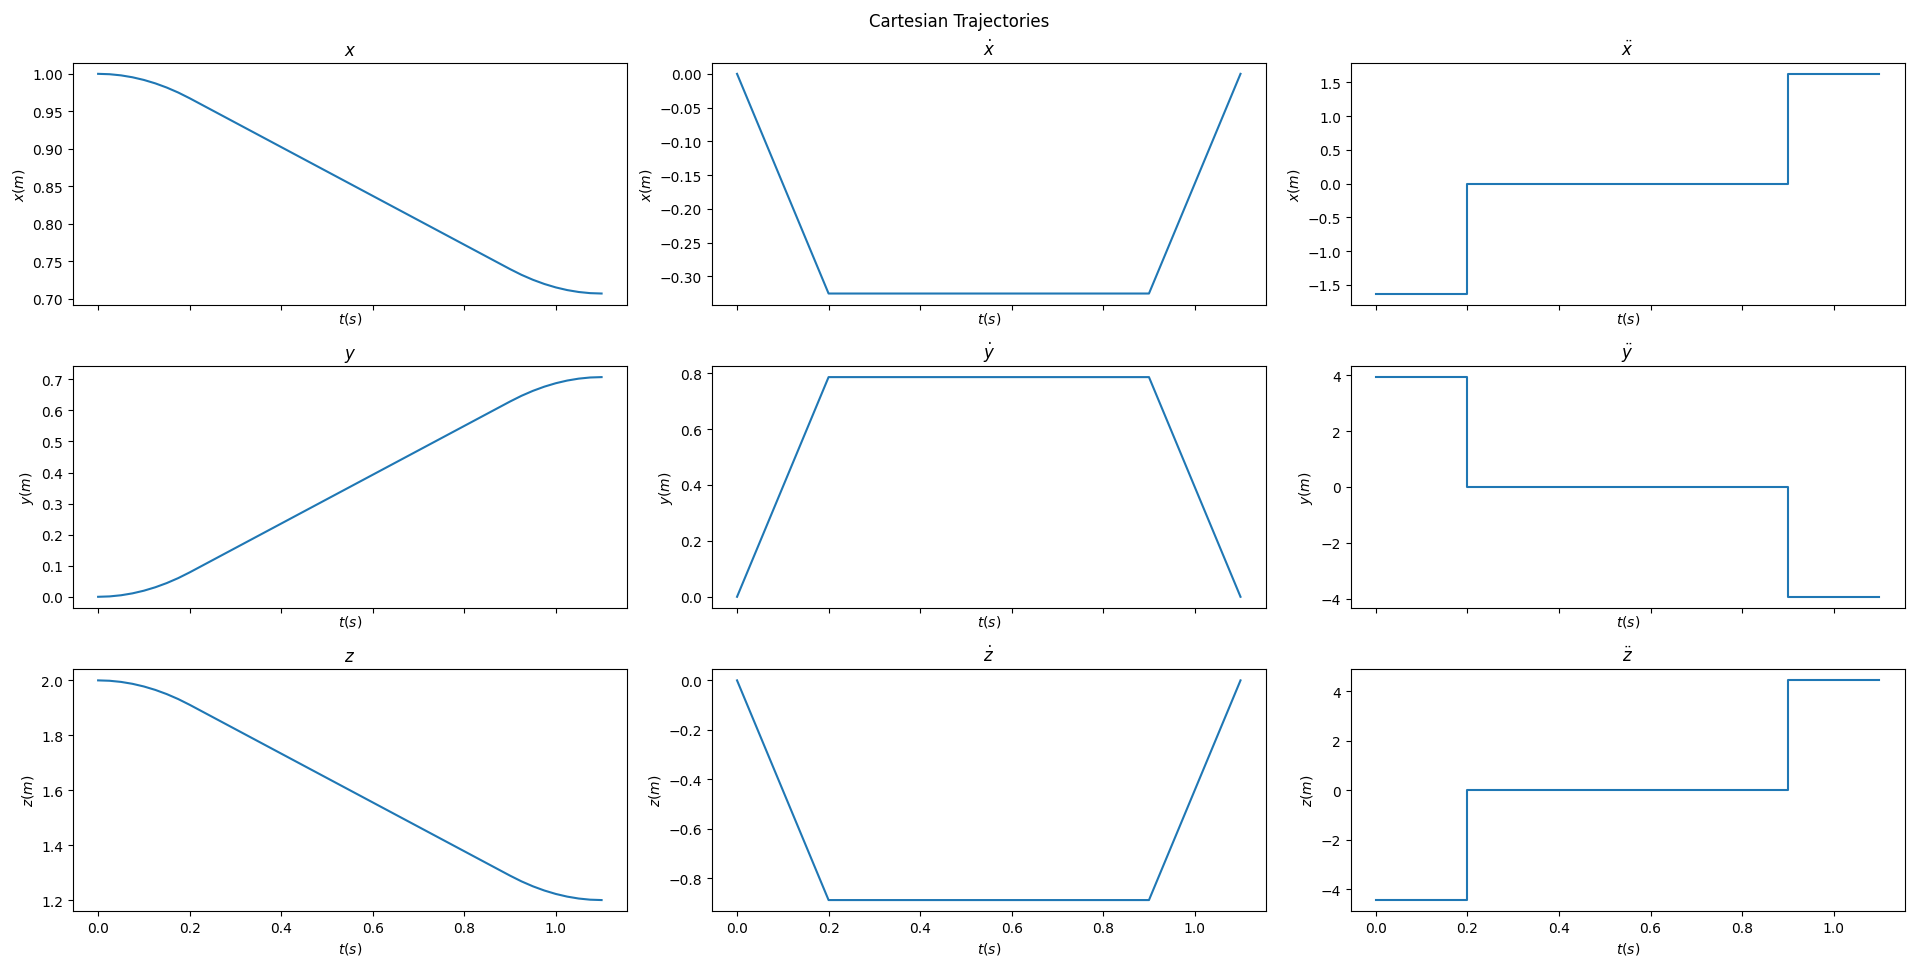 Cartesian Trajectories
x
1.00
0.95
0.90
0.85
0.80
0.75
0.70
x(m)
t(s)
ẋ
0.00
−0.05
−0.10
−0.15
−0.20
−0.25
−0.30
x(m)
t(s)
ẍ
1.5
1.0
0.5
0.0
−0.5
−1.0
−1.5
x(m)
t(s)
y
0.7
0.6
0.5
0.4
0.3
0.2
0.1
0.0
y(m)
t(s)
ẏ
0.8
0.6
0.4
0.2
0.0
y(m)
t(s)
ÿ
4
2
0
−2
−4
y(m)
t(s)
z
2.0
1.8
1.6
1.4
1.2
z(m)
0.0 0.2 0.4 0.6 0.8 1.0
t(s)
ż
0.0
−0.2
−0.4
−0.6
−0.8
z(m)
0.0 0.2 0.4 0.6 0.8 1.0
t(s)
z̈
4
2
0
−2
−4
z(m)
0.0 0.2 0.4 0.6 0.8 1.0
t(s)